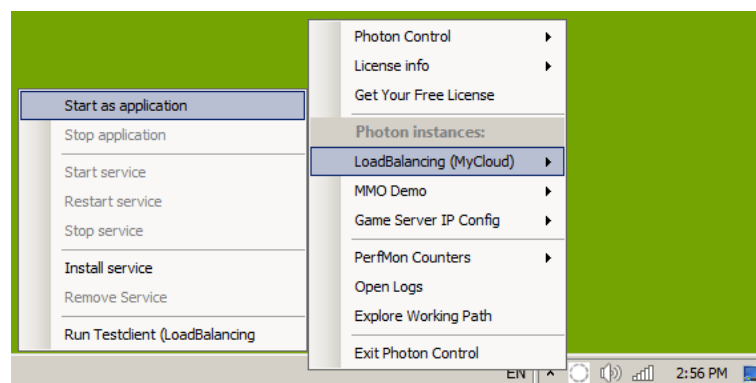 Photon Control
License info
Get Your Free License
Photon instances:
LoadBalancing (MyCloud)
MMO Demo
Game Server IP Config
PerfMon Counters
Open Logs
Explore Working Path
Exit Photon Control
Start as application
Stop application
Start service
Restart service
Stop service
Install service
Remove Service
Run Testclient (LoadBalancing
EN
2:56 PM